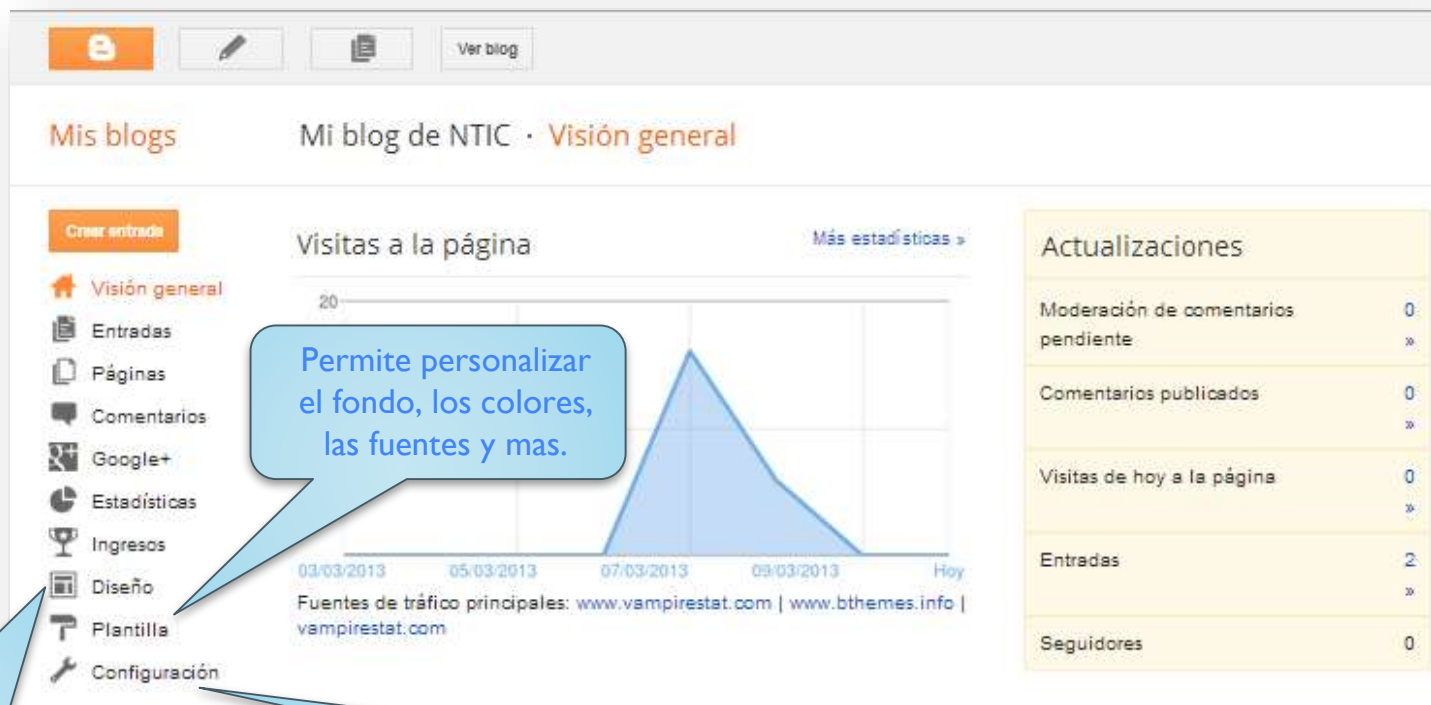 Ver blog
Mis blogs
Mi blog de NTIC · Visión general
Crear entrada
Visión general
Entradas
Páginas
Comentarios
Google+
Estadísticas
Ingresos
Diseño
Plantilla
Configuración
Visitas a la página
Más estadísticas »
20
Permite personalizar
el fondo, los colores,
las fuentes y mas.
03/03/2013 05/03/2013 07/03/2013 09/03/2013 Hoy
Fuentes de tráfico principales: www.vampirestat.com | www.bthemes.info |
vampirestat.com
Actualizaciones
Moderación de comentarios 0
pendiente »
Comentarios publicados 0
»
Visitas de hoy a la página 0
»
Entradas 2
»
Seguidores 0